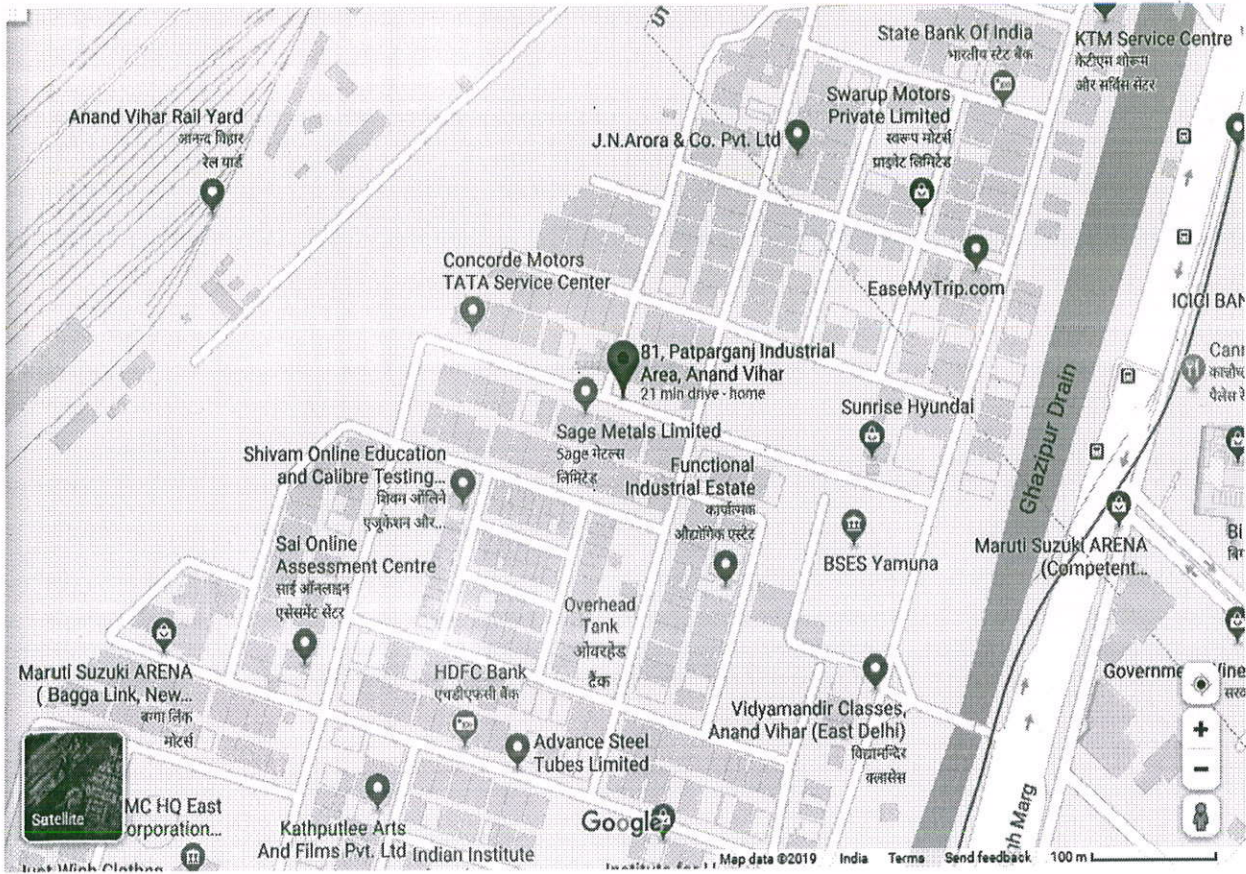 State Bank Of India
भारतीय स्टेट बैंक
KTM Service Centre
केटीएम शोरूम
और सर्विस सेंटर
Anand Vihar Rail Yard
आनन्द विहार
रेल यार्ड
Swarup Motors
Private Limited
स्वरूप मोटर्स
प्राइवेट लिमिटेड
J.N.Arora & Co. Pvt. Ltd
Concorde Motors
TATA Service Center
EaseMyTrip.com
ICICI BAN
81, Patparganj Industrial
Area, Anand Vihar
21 min drive - home
Sunrise Hyundai
Ghazipur Drain
Sage Metals Limited
Sage मेटल्स
लिमिटेड
Shivam Online Education
and Calibre Testing...
शिवम ऑलिने
एजूकेशन और...
Functional
Industrial Estate
कार्यात्मक
औद्योगिक एस्टेट
Sai Online
Assessment Centre
साई ऑनलाइन
एसेसमेंट सेंटर
BSES Yamuna
Maruti Suzuki ARENA
(Competent...
Overhead
Tank
ओवरहेड
टैंक
Maruti Suzuki ARENA
( Bagga Link, New...
बग्गा लिंक
मोटर्स
HDFC Bank
एचडीएफसी बैंक
Vidyamandir Classes,
Anand Vihar (East Delhi)
विद्यामन्दिर
क्लासेस
Advance Steel
Tubes Limited
Satellite
MC HQ East
orporation...
Kathputlee Arts
And Films Pvt. Ltd
Indian Institute
Google
nh Marg
Map data ©2019 India Terms Send feedback 100 m